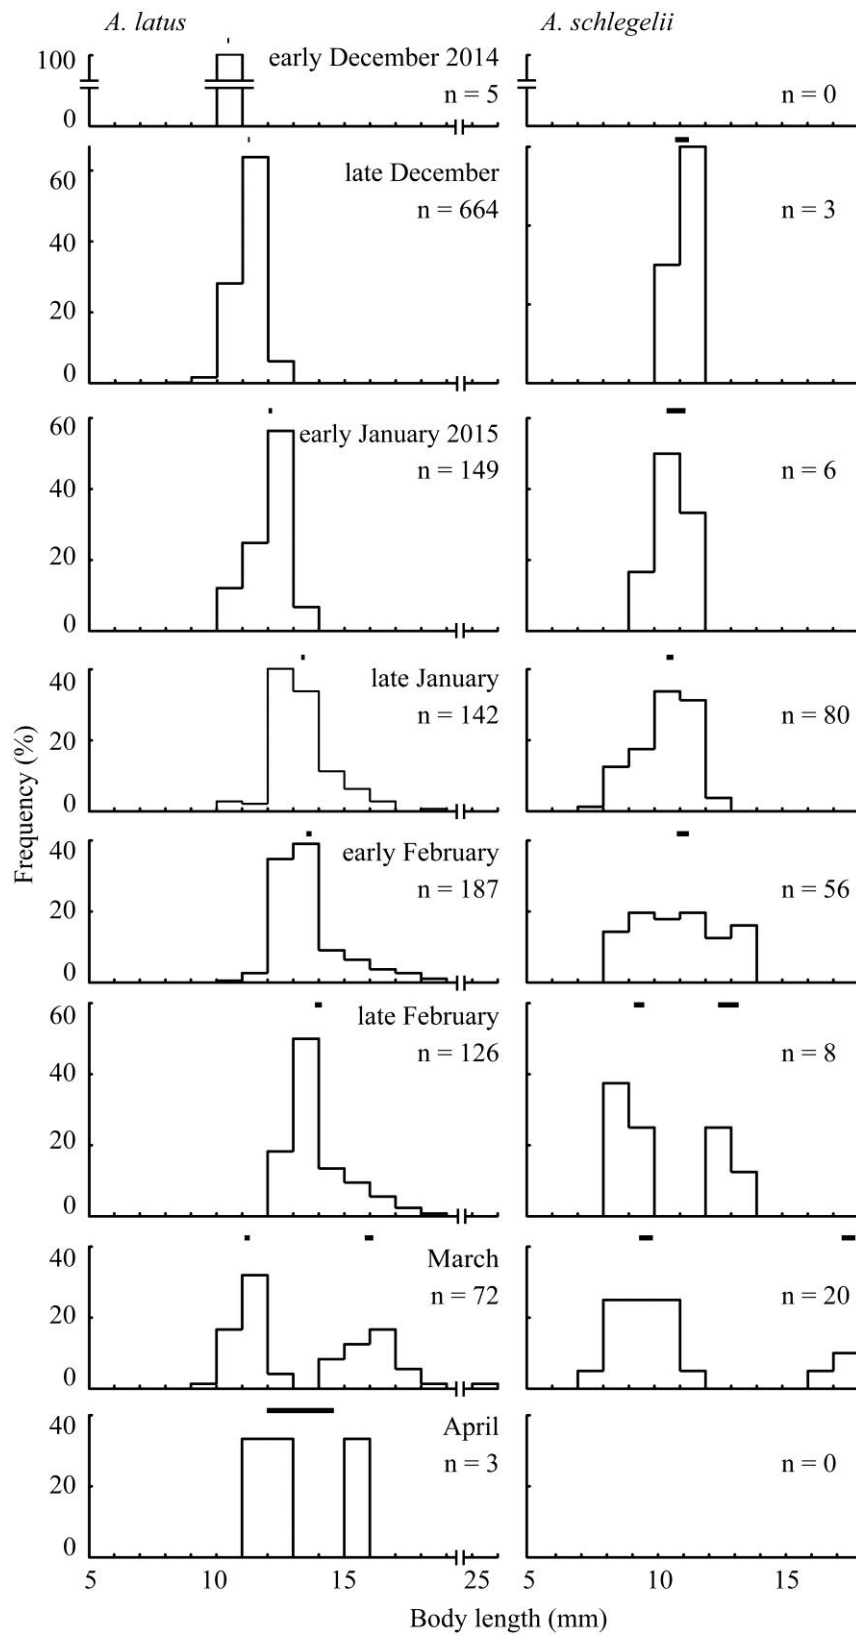 A. latus A. schlegelii
100
0
early December 2014
n = 5
n = 0
60
40
20
0
late December
n = 664
n = 3
60
40
20
0
early January 2015
n = 149
n = 6
40
20
0
late January
n = 142
n = 80
40
20
0
early February
n = 187
n = 56
60
40
20
0
late February
n = 126
n = 8
40
20
0
March
n = 72
n = 20
40
20
0
April
n = 3
n = 0
Frequency (%)
5 10 15 25 5 10 15
Body length (mm)